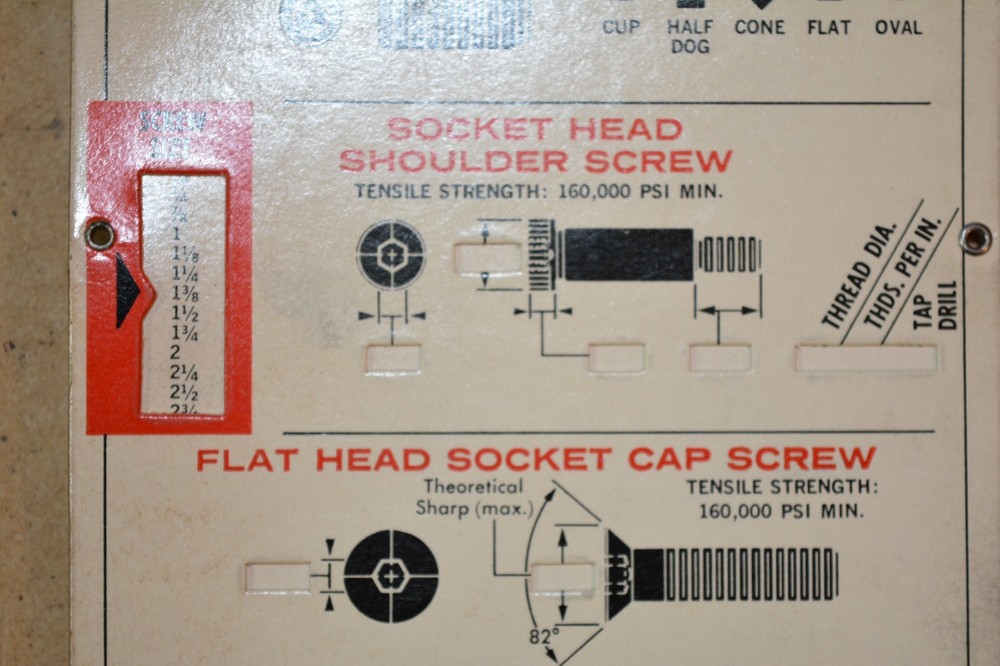 CUP HALF DOG CONE FLAT OVAL
SCREW
SIZE
1
1⅛
1¼
1⅜
1½
1¾
2
2¼
2½
SOCKET HEAD
SHOULDER SCREW
TENSILE STRENGTH: 160,000 PSI MIN.
THREAD DIA.
THDS. PER IN.
TAP
DRILL
FLAT HEAD SOCKET CAP SCREW
Theoretical
Sharp (max.)
TENSILE STRENGTH:
160,000 PSI MIN.
82°